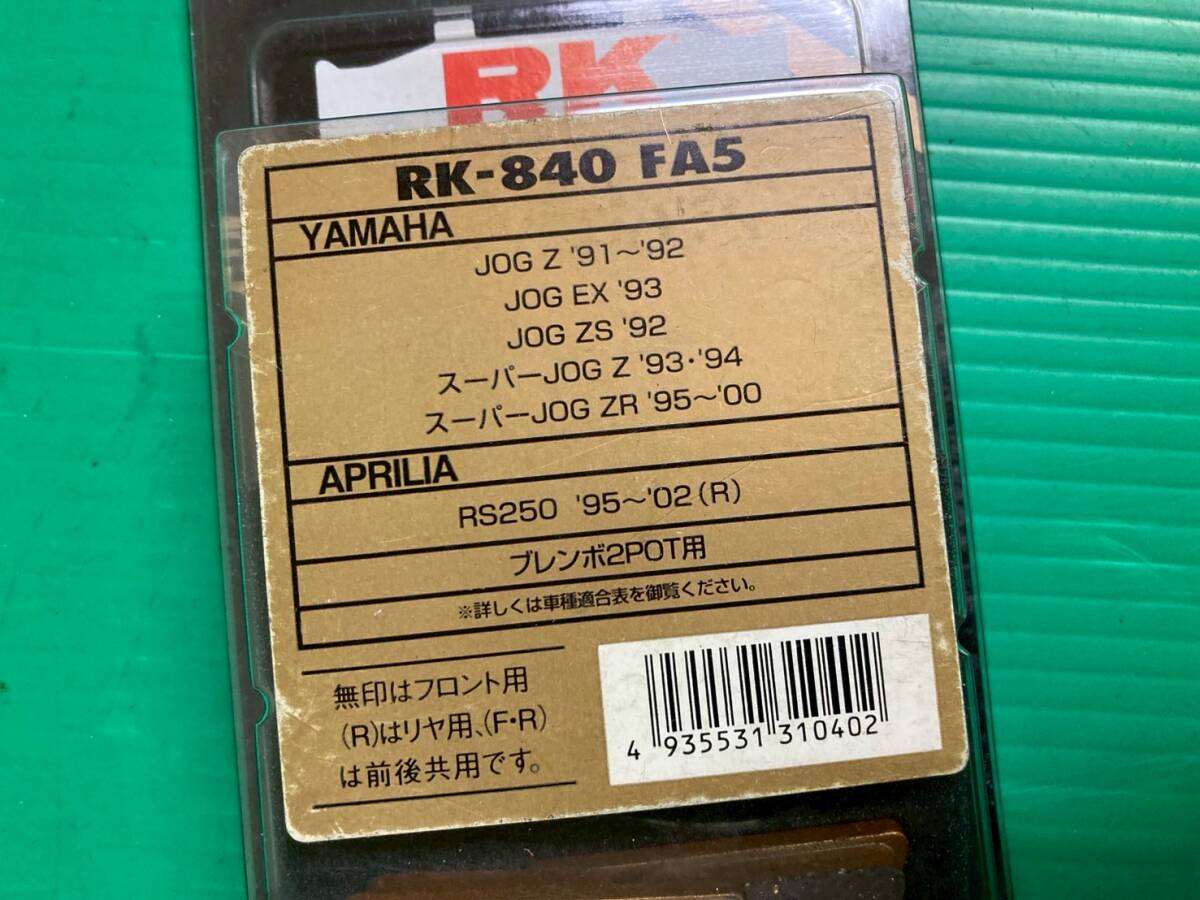 RK
RK-840 FA5
YAMAHA
JOG Z '91～'92
JOG EX '93
JOG ZS '92
スーパーJOG Z '93・'94
スーパーJOG ZR '95～'00
APRILIA
RS250 '95～'02(R)
ブレンボ2POT用
※詳しくは車種適合表を御覧ください。
無印はフロント用
(R)はリヤ用、(F・R)
は前後共用です。
4 935531 310402